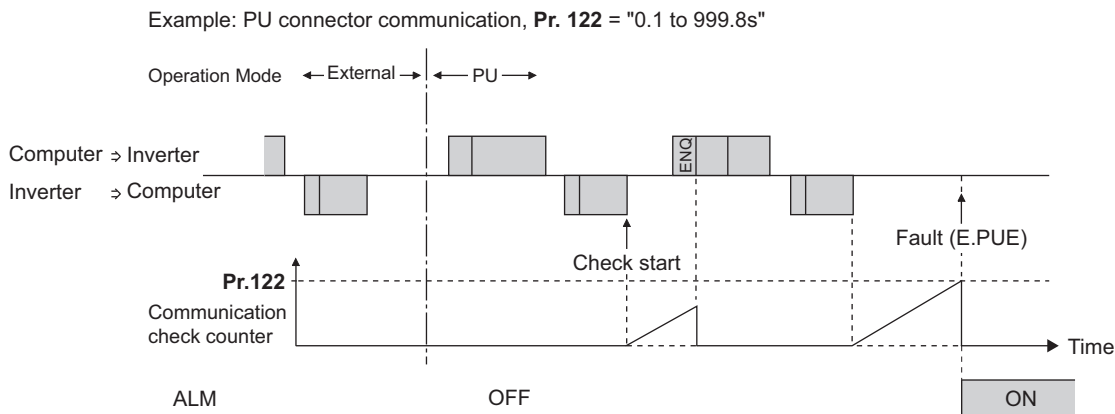 Example: PU connector communication, Pr. 122 = "0.1 to 999.8s"
Operation Mode External PU
Computer ⇒ Inverter
ENQ
Inverter ⇒ Computer
Fault (E.PUE)
Check start
Pr.122
Communication
check counter
Time
ALM OFF ON